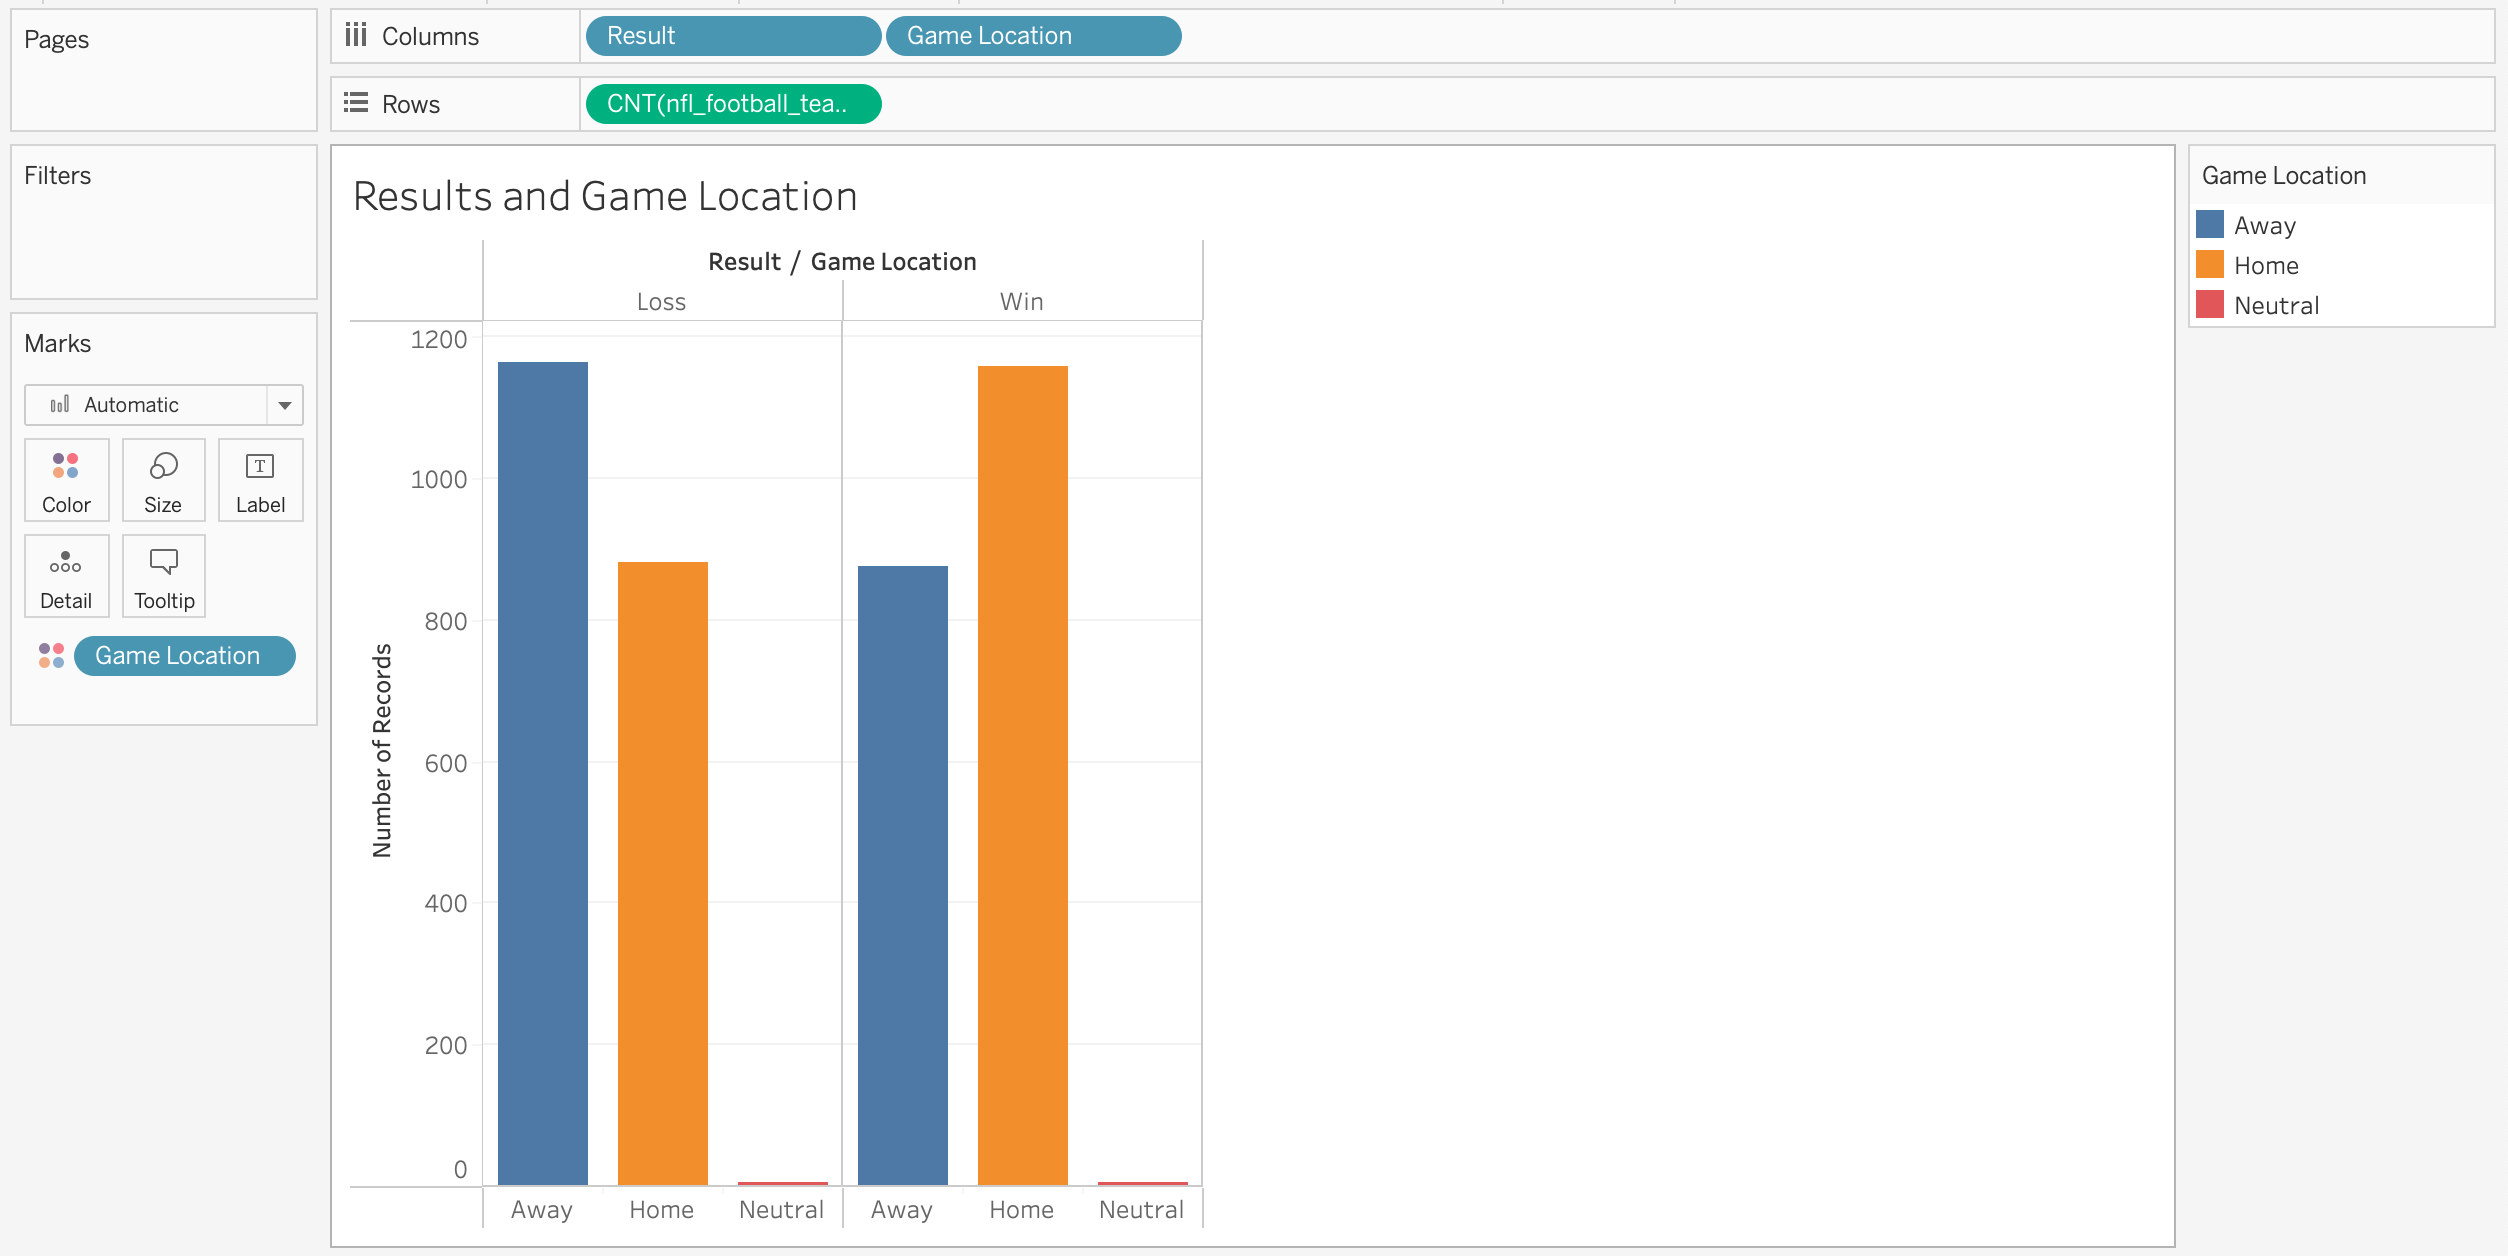 Pages
Columns
Result
Game Location
Rows
CNT(nfl_football_tea..
Filters
Marks
Automatic
Color
Size
Label
T
Detail
Tooltip
Game Location
Results and Game Location
Result / Game Location
Loss
Win
Number of Records
1200
1000
800
600
400
200
0
Away
Home
Neutral
Away
Home
Neutral
Game Location
Away
Home
Neutral